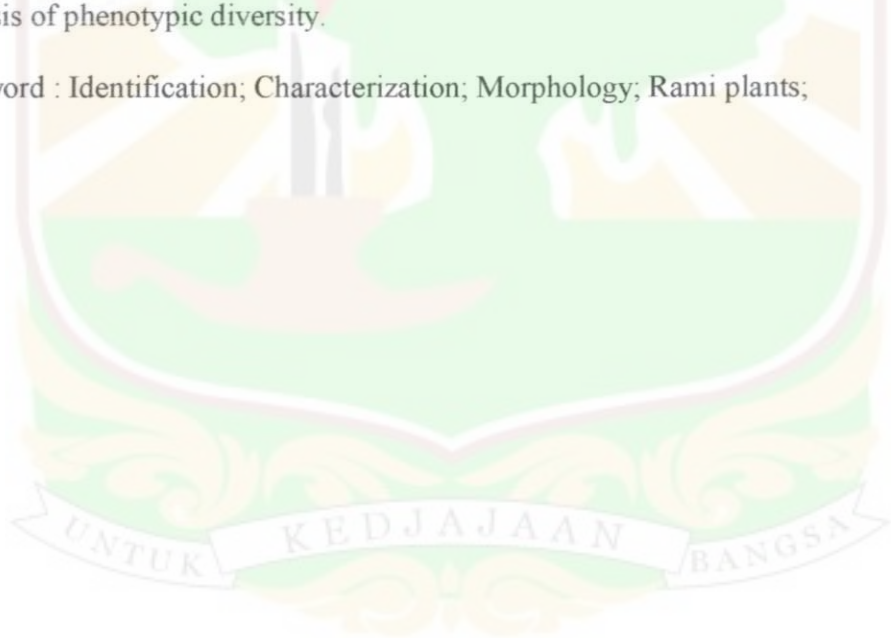 is of phenotypic diversity.
ord : Identification; Characterization; Morphology; Rami plants;
UNTUK KEDJAJAAN BANGSA